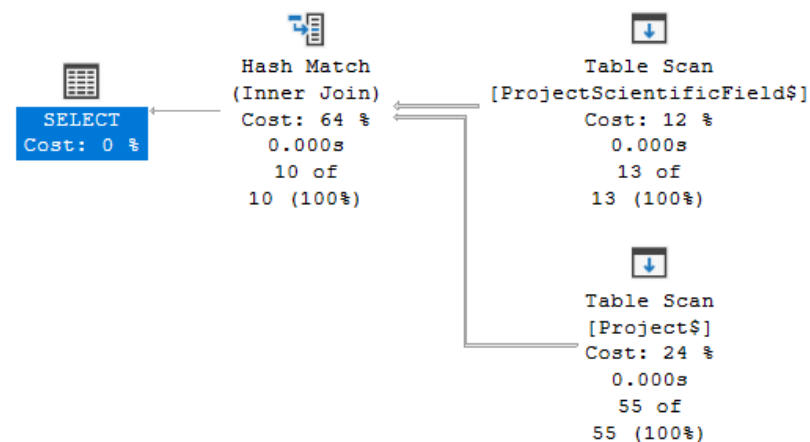 SELECT
Cost: 0 %
Hash Match
(Inner Join)
Cost: 64 %
0.000s
10 of
10 (100%)
Table Scan
[ProjectScientificField$]
Cost: 12 %
0.000s
13 of
13 (100%)
Table Scan
[Project$]
Cost: 24 %
0.000s
55 of
55 (100%)